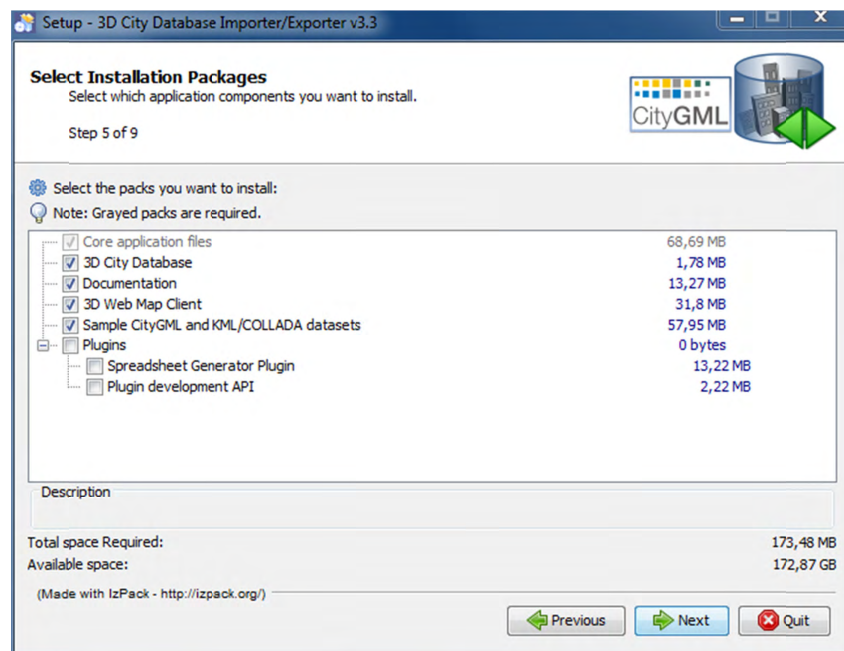 Setup - 3D City Database Importer/Exporter v3.3
Select Installation Packages
Select which application components you want to install.
Step 5 of 9
CityGML
Select the packs you want to install:
Note: Grayed packs are required.
Core application files 68,69 MB
3D City Database 1,78 MB
Documentation 13,27 MB
3D Web Map Client 31,8 MB
Sample CityGML and KML/COLLADA datasets 57,95 MB
Plugins 0 bytes
Spreadsheet Generator Plugin 13,22 MB
Plugin development API 2,22 MB
Description
Total space Required: 173,48 MB
Available space: 172,87 GB
(Made with IzPack - http://izpack.org/)
Previous Next Quit